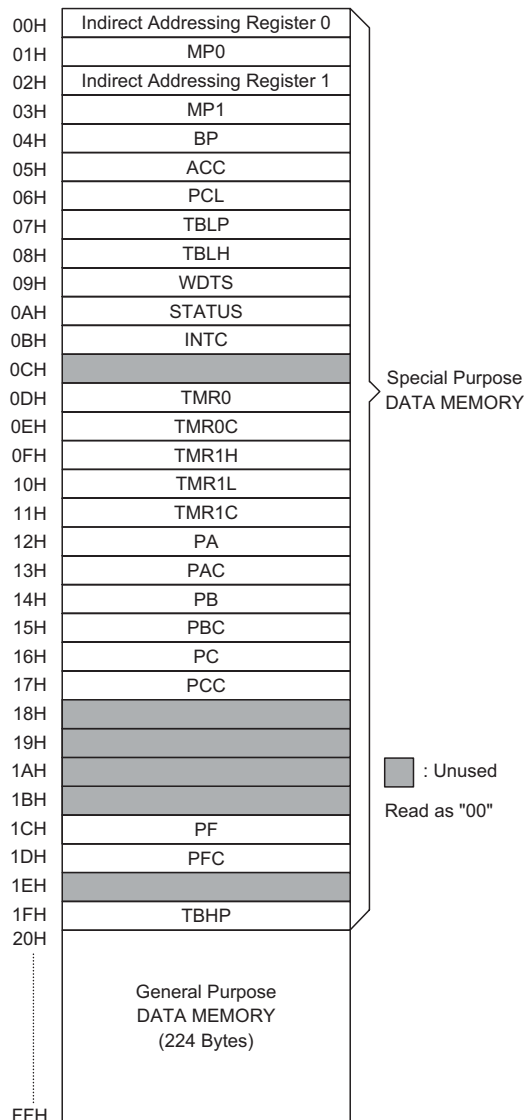 00H Indirect Addressing Register 0
01H MP0
02H Indirect Addressing Register 1
03H MP1
04H BP
05H ACC
06H PCL
07H TBLP
08H TBLH
09H WDTS
0AH STATUS
0BH INTC
0CH
0DH TMR0
0EH TMR0C
0FH TMR1H
10H TMR1L
11H TMR1C
12H PA
13H PAC
14H PB
15H PBC
16H PC
17H PCC
18H
19H
1AH
1BH
1CH PF
1DH PFC
1EH
1FH TBHP
20H
General Purpose
DATA MEMORY
(224 Bytes)
FFH
Special Purpose
DATA MEMORY
: Unused
Read as "00"